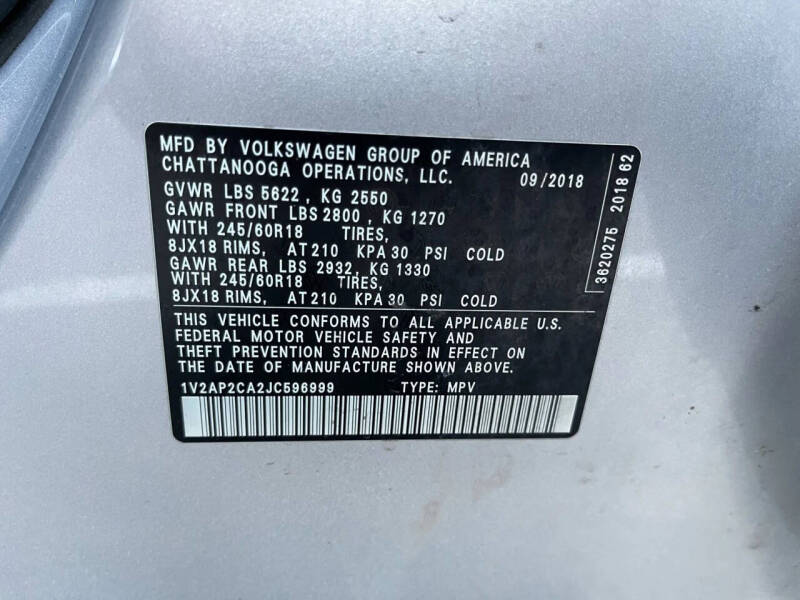 MFD BY VOLKSWAGEN GROUP OF AMERICA
CHATTANOOGA OPERATIONS, LLC. 09/2018
GVWR LBS 5622 , KG 2550
GAWR FRONT LBS 2800 , KG 1270
WITH 245/60R18 TIRES,
8JX18 RIMS, AT 210 KPA 30 PSI COLD
GAWR REAR LBS 2932 , KG 1330
WITH 245/60R18 TIRES,
8JX18 RIMS, AT 210 KPA 30 PSI COLD
THIS VEHICLE CONFORMS TO ALL APPLICABLE U.S.
FEDERAL MOTOR VEHICLE SAFETY AND
THEFT PREVENTION STANDARDS IN EFFECT ON
THE DATE OF MANUFACTURE SHOWN ABOVE.
1V2AP2CA2JC596999 TYPE: MPV
3620275 2018 62